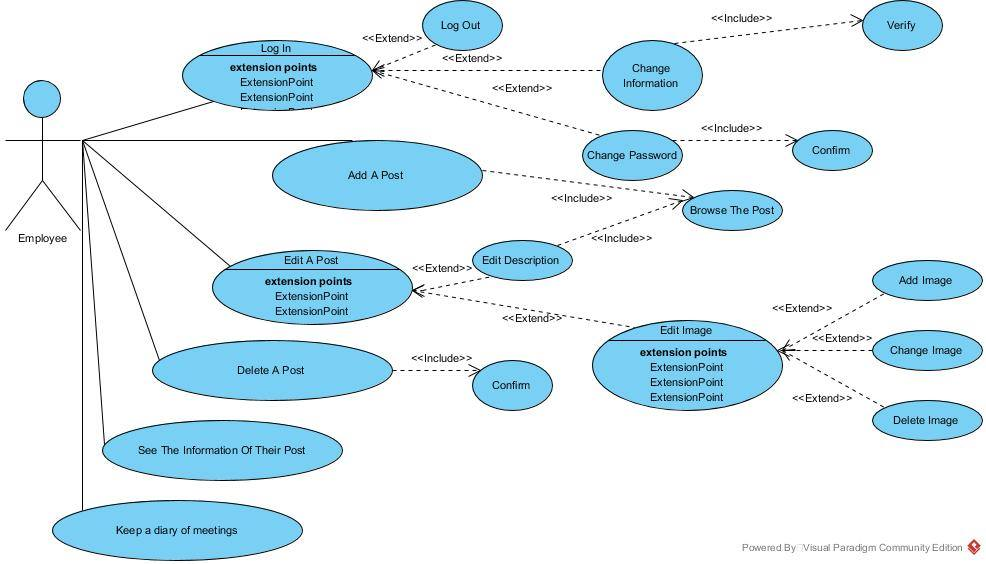 Log Out
<<Include>>
Verify
<<Extend>>
Log In
<<Extend>>
extension points
ExtensionPoint
ExtensionPoint
Change
Information
<<Extend>>
<<Include>>
Change Password
Confirm
Add A Post
<<Include>>
Browse The Post
Employee
<<Include>>
Edit Description
Edit A Post
<<Extend>>
extension points
ExtensionPoint
ExtensionPoint
Add Image
<<Extend>>
<<Extend>>
Edit Image
<<Extend>>
extension points
ExtensionPoint
ExtensionPoint
ExtensionPoint
Change Image
<<Include>>
Delete A Post
Confirm
<<Extend>>
Delete Image
See The Information Of Their Post
Keep a diary of meetings
Powered By Visual Paradigm Community Edition